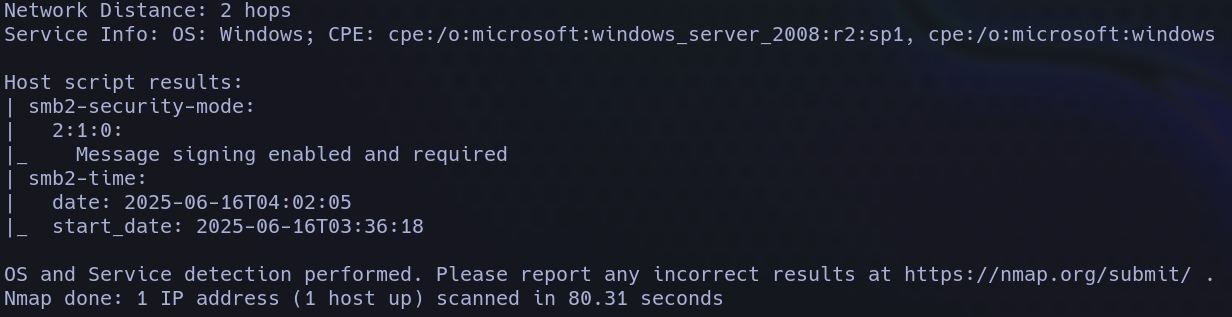 Network Distance: 2 hops
Service Info: OS: Windows; CPE: cpe:/o:microsoft:windows_server_2008:r2:sp1, cpe:/o:microsoft:windows
Host script results:
| smb2-security-mode:
|   2:1:0:
|_    Message signing enabled and required
| smb2-time:
|   date: 2025-06-16T04:02:05
|_  start_date: 2025-06-16T03:36:18
OS and Service detection performed. Please report any incorrect results at https://nmap.org/submit/ .
Nmap done: 1 IP address (1 host up) scanned in 80.31 seconds